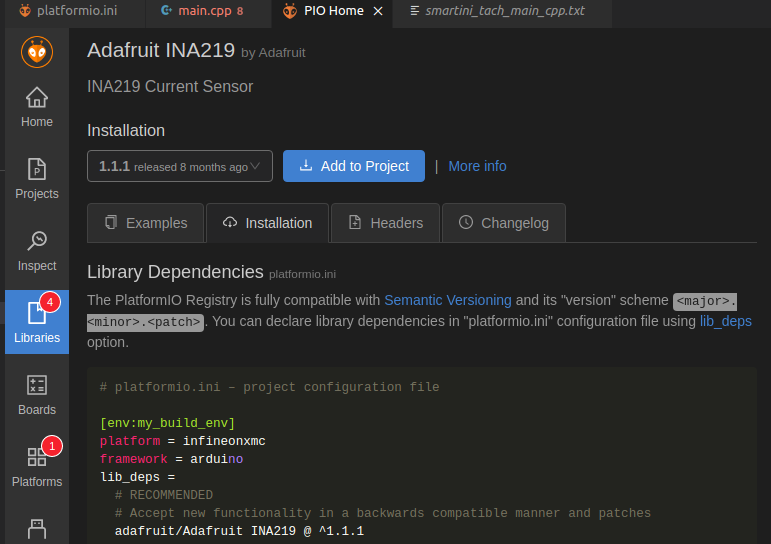 platformio.ini
main.cpp 8
PIO Home
smartini_tach_main_cpp.txt
Adafruit INA219 by Adafruit
INA219 Current Sensor
Home
Installation
1.1.1 released 8 months ago
Add to Project
| More info
P
Projects
Examples
Installation
Headers
Changelog
Inspect
Library Dependencies platformio.ini
4
Libraries
The PlatformIO Registry is fully compatible with Semantic Versioning and its "version" scheme <major>.
<minor>.<patch>. You can declare library dependencies in "platformio.ini" configuration file using lib_deps
option.
Boards
# platformio.ini – project configuration file
[env:my_build_env]
platform = infineonxmc
framework = arduino
lib_deps =
# RECOMMENDED
# Accept new functionality in a backwards compatible manner and patches
adafruit/Adafruit INA219 @ ^1.1.1
1
Platforms